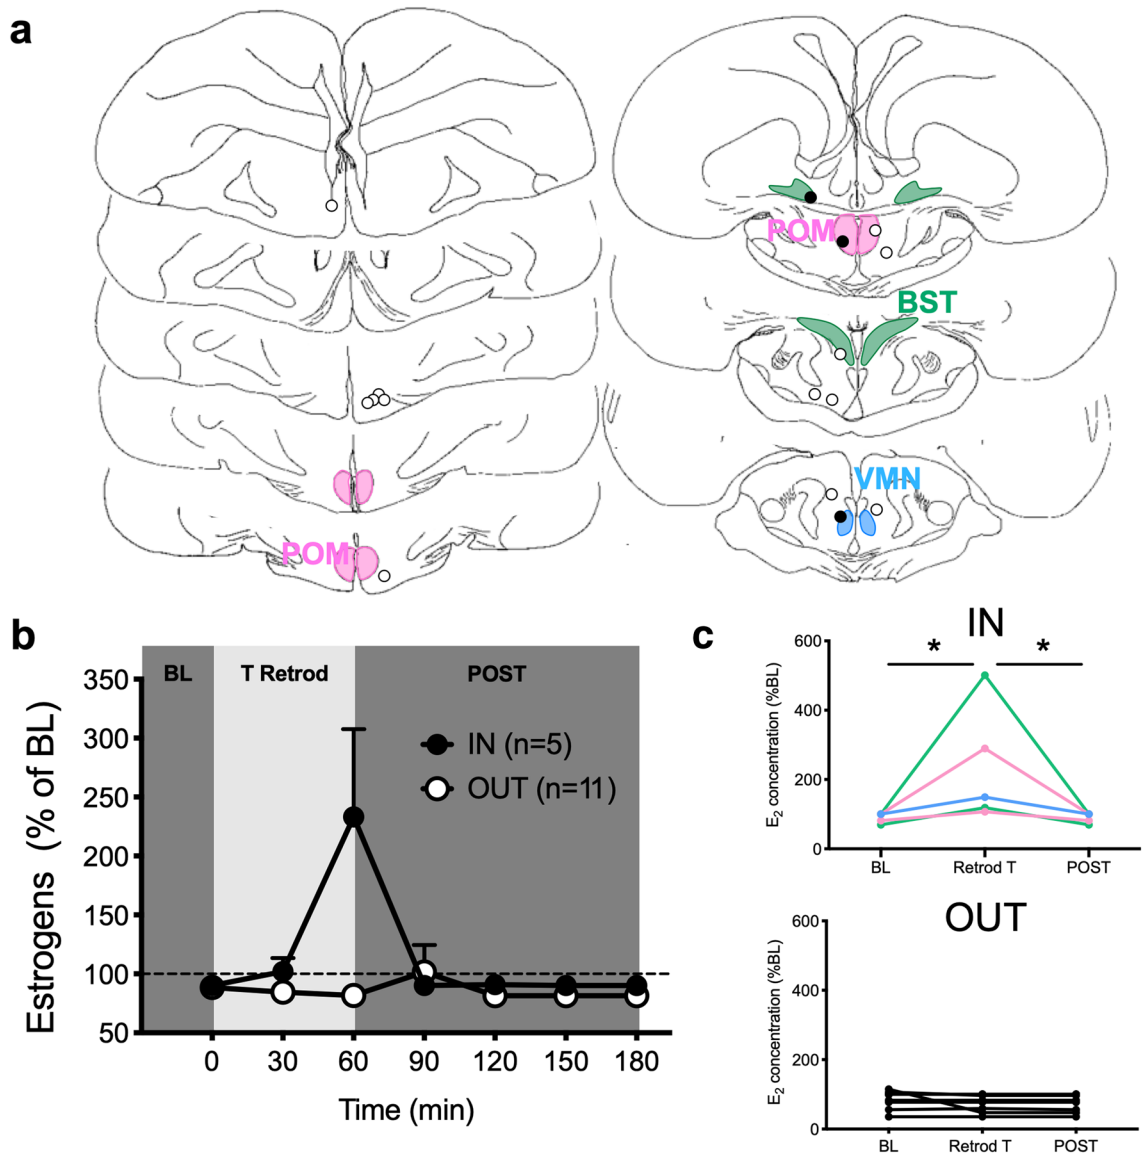 a
POM
BST
VMN
POM
b
BL
T Retrod
POST
350
300
250
200
150
100
50
Estrogens (% of BL)
IN (n=5)
OUT (n=11)
0
30
60
90
120
150
180
Time (min)
c
IN
600
400
200
0
E2 concentration (%BL)
*
*
BL
Retrod T
POST
OUT
600
400
200
0
E2 concentration (%BL)
BL
Retrod T
POST